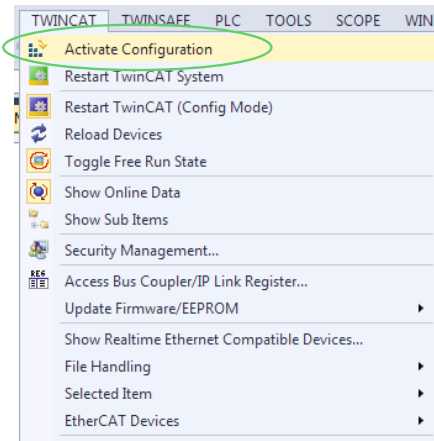 TWINCAT TWINSAFE PLC TOOLS SCOPE WIN
Activate Configuration
Restart TwinCAT System
Restart TwinCAT (Config Mode)
Reload Devices
Toggle Free Run State
Show Online Data
Show Sub Items
Security Management...
REG
Access Bus Coupler/IP Link Register...
Update Firmware/EEPROM
Show Realtime Ethernet Compatible Devices...
File Handling
Selected Item
EtherCAT Devices